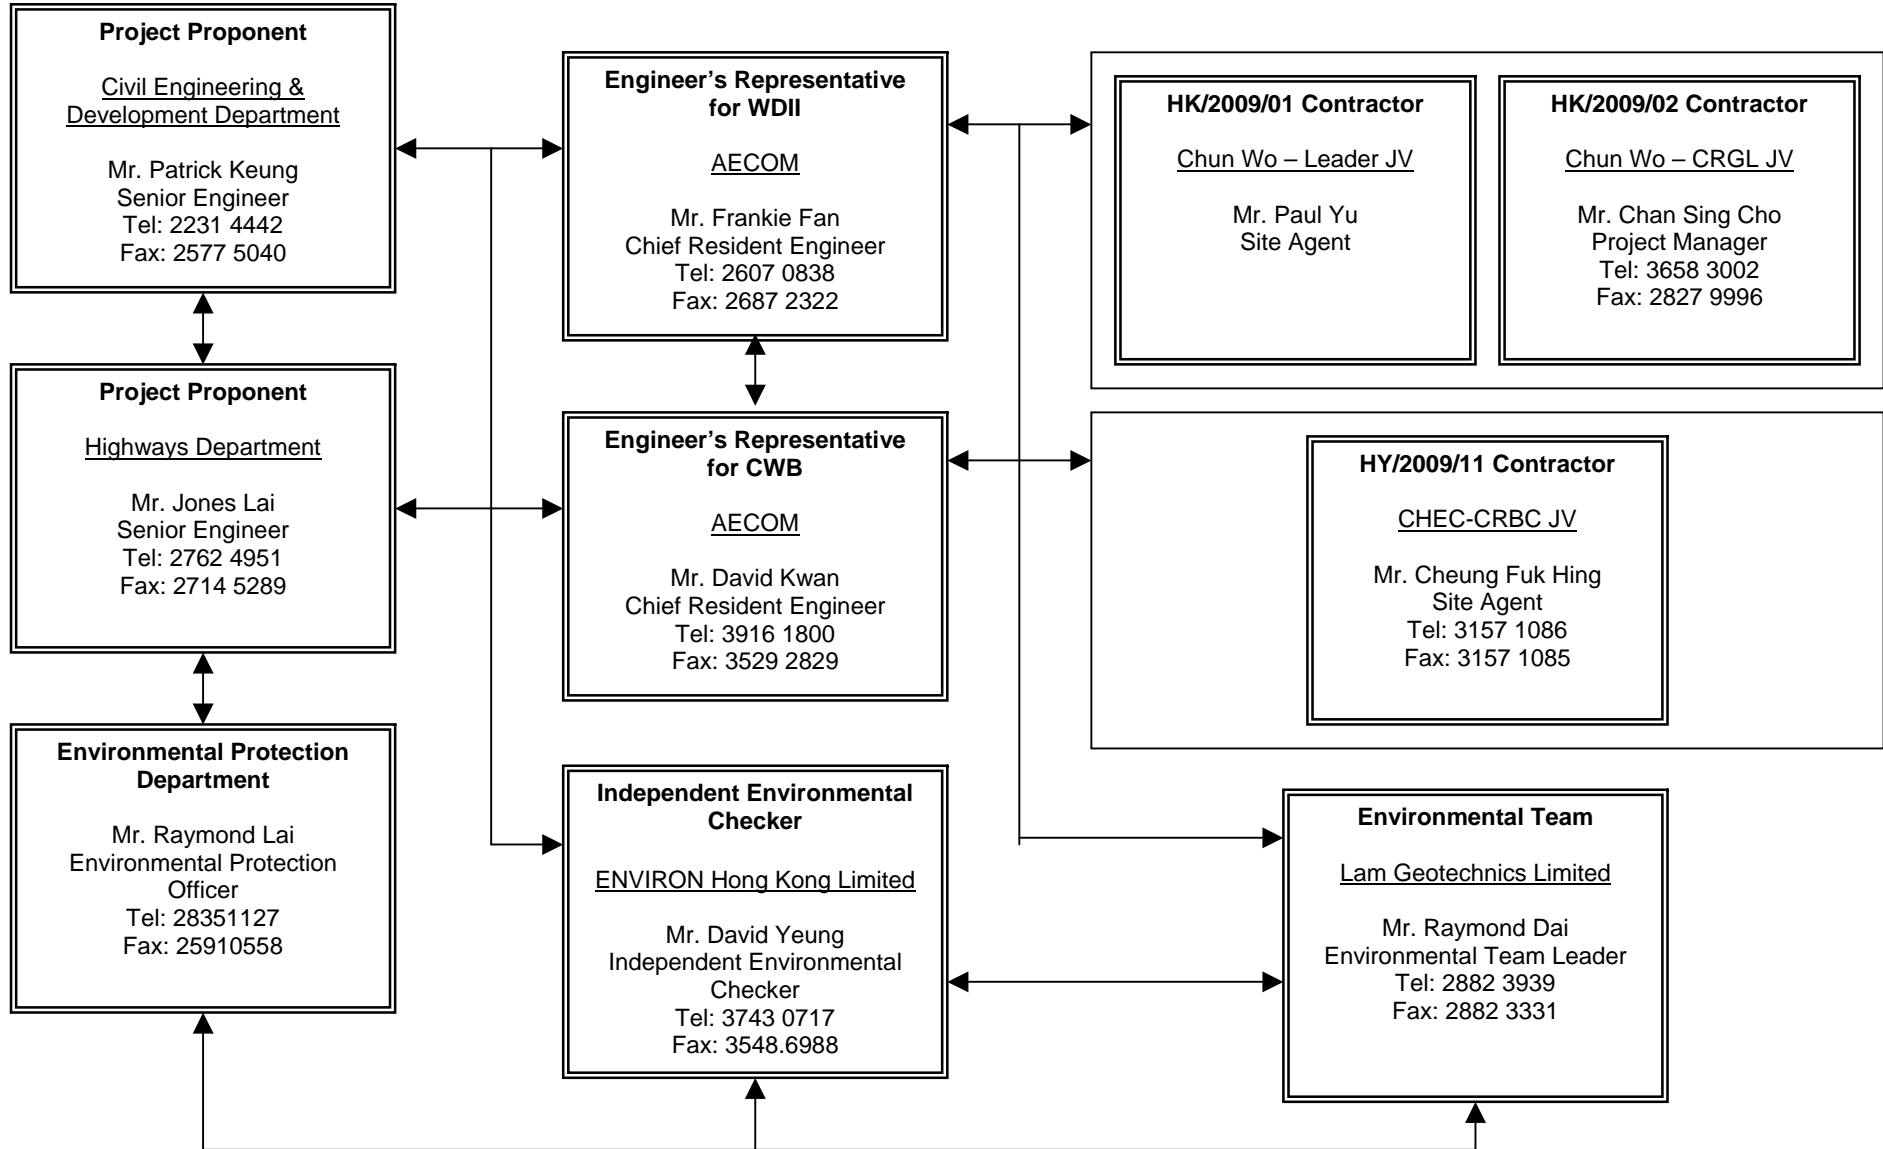 Project Proponent
Civil Engineering &
Development Department
Mr. Patrick Keung
Senior Engineer
Tel: 2231 4442
Fax: 2577 5040
Engineer's Representative
for WDII
AECOM
Mr. Frankie Fan
Chief Resident Engineer
Tel: 2607 0838
Fax: 2687 2322
HK/2009/01 Contractor
Chun Wo – Leader JV
Mr. Paul Yu
Site Agent
HK/2009/02 Contractor
Chun Wo – CRGL JV
Mr. Chan Sing Cho
Project Manager
Tel: 3658 3002
Fax: 2827 9996
Project Proponent
Highways Department
Mr. Jones Lai
Senior Engineer
Tel: 2762 4951
Fax: 2714 5289
Engineer's Representative
for CWB
AECOM
Mr. David Kwan
Chief Resident Engineer
Tel: 3916 1800
Fax: 3529 2829
HY/2009/11 Contractor
CHEC-CRBC JV
Mr. Cheung Fuk Hing
Site Agent
Tel: 3157 1086
Fax: 3157 1085
Environmental Protection
Department
Mr. Raymond Lai
Environmental Protection
Officer
Tel: 28351127
Fax: 25910558
Independent Environmental
Checker
ENVIRON Hong Kong Limited
Mr. David Yeung
Independent Environmental
Checker
Tel: 3743 0717
Fax: 3548.6988
Environmental Team
Lam Geotechnics Limited
Mr. Raymond Dai
Environmental Team Leader
Tel: 2882 3939
Fax: 2882 3331